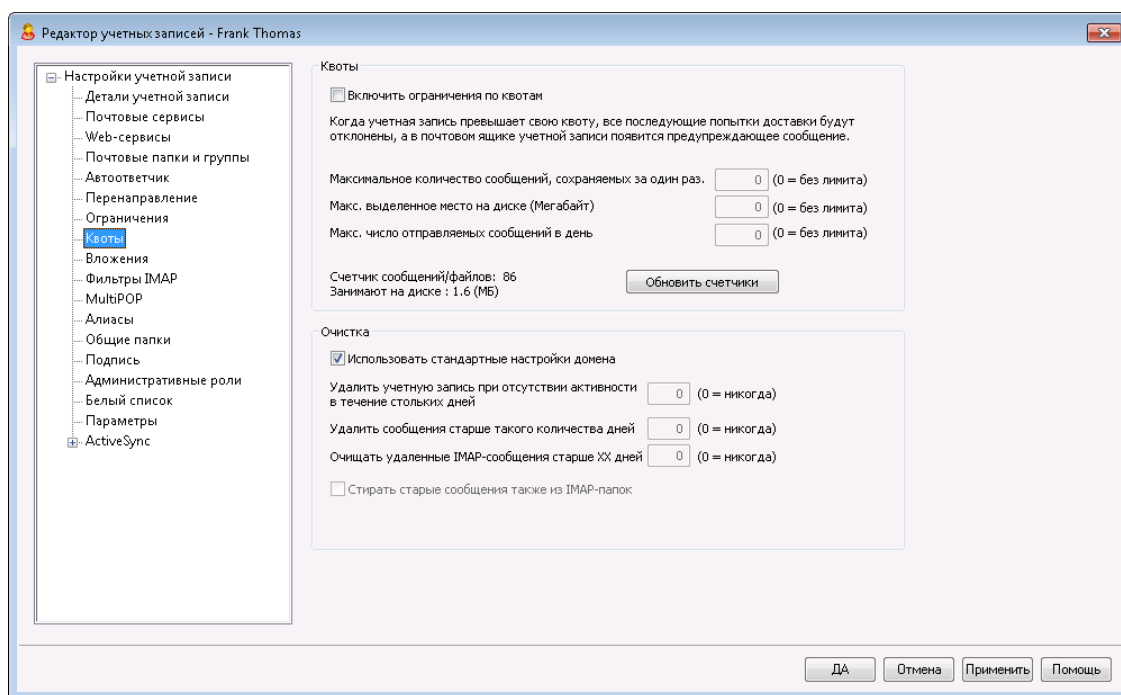 Редактор учетных записей - Frank Thomas
Настройки учетной записи
Детали учетной записи
Почтовые сервисы
Web-сервисы
Почтовые папки и группы
Автоответчик
Перенаправление
Ограничения
Квоты
Вложения
Фильтры IMAP
MultiPOP
Алиасы
Общие папки
Подпись
Административные роли
Белый список
Параметры
ActiveSync
Квоты
Включить ограничения по квотам
Когда учетная запись превышает свою квоту, все последующие попытки доставки будут
отклонены, а в почтовом ящике учетной записи появится предупреждающее сообщение.
Максимальное количество сообщений, сохраняемых за один раз. 0 (0 = без лимита)
Макс. выделенное место на диске (Мегабайт) 0 (0 = без лимита)
Макс. число отправляемых сообщений в день 0 (0 = без лимита)
Счетчик сообщений/файлов: 86
Занимают на диске : 1.6 (МБ)
Обновить счетчики
Очистка
Использовать стандартные настройки домена
Удалить учетную запись при отсутствии активности
в течение стольких дней 0 (0 = никогда)
Удалить сообщения старше такого количества дней 0 (0 = никогда)
Очищать удаленные IMAP-сообщения старше XX дней 0 (0 = никогда)
Стирать старые сообщения также из IMAP-папок
ДА Отмена Применить Помощь